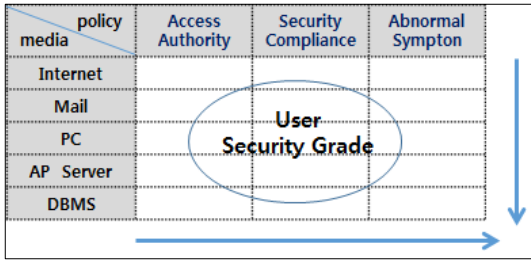 policy
media
Access
Authority
Security
Compliance
Abnormal
Sympton
Internet
Mail
PC
AP Server
DBMS
User
Security Grade